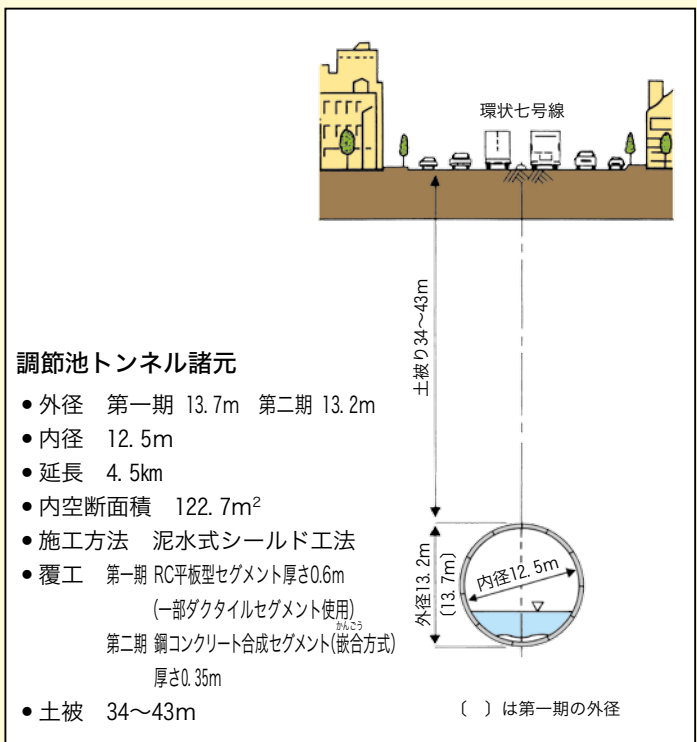 環状七号線
土被り34〜43m
調節池トンネル諸元
●外径　第一期 13.7m　第二期 13.2m
●内径　12.5m
●延長　4.5km
●内空断面積　122.7m²
●施工方法　泥水式シールド工法
●覆工　第一期 RC平板型セグメント厚さ0.6m
(一部ダクタイルセグメント使用)
かんごう
第二期 鋼コンクリート合成セグメント(嵌合方式)
厚さ0.35m
●土被　34〜43m
外径13.2m
〔13.7m〕
内径12.5m
〔　〕は第一期の外径